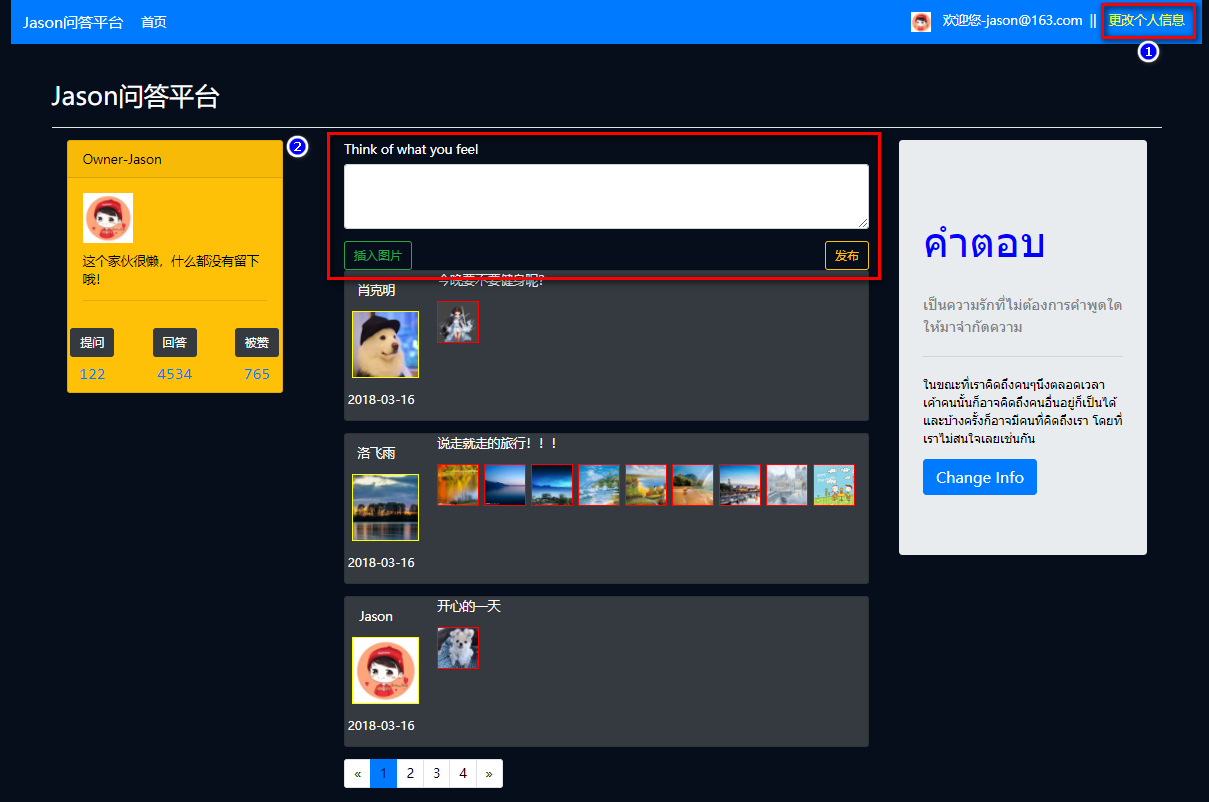 Jason问答平台 首页 欢迎您-jason@163.com || 更改个人信息
1
Jason问答平台
Owner-Jason
这个家伙很懒，什么都没有留下
哦!
提问 回答 被赞
122 4534 765
2
Think of what you feel
插入图片 发布
肖克明 今晚要不要健身呢?
2018-03-16
洛飞雨 说走就走的旅行！！！
2018-03-16
Jason 开心的一天
2018-03-16
« 1 2 3 4 »
คำตอบ
เป็นความรักที่ไม่ต้องการคำพูดใด
ให้มาจำกัดความ
ในขณะที่เราคิดถึงคนๆนึงตลอดเวลา
เค้าคนนั้นก็อาจคิดถึงคนอื่นอยู่ก็เป็นได้
และบ้างครั้งก็อาจมีคนที่คิดถึงเรา โดยที่
เราไม่สนใจเลยเช่นกัน
Change Info